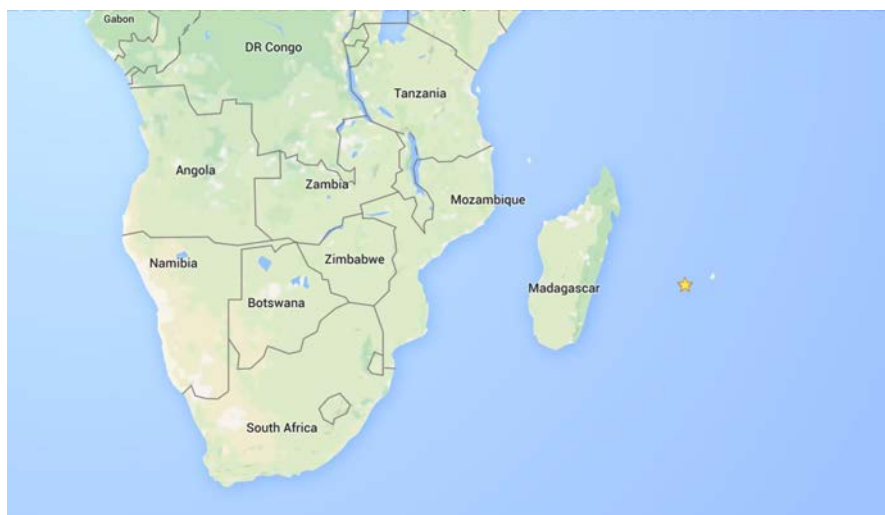 Gabon
DR Congo
Tanzania
Angola
Zambia
Mozambique
Namibia
Zimbabwe
Botswana
Madagascar
South Africa